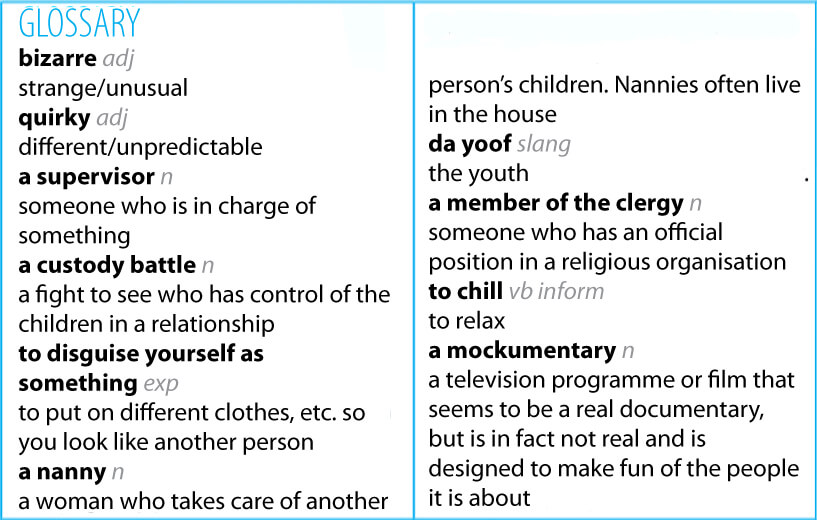 GLOSSARY
bizarre adj
strange/unusual
quirky adj
different/unpredictable
a supervisor n
someone who is in charge of
something
a custody battle n
a fight to see who has control of the
children in a relationship
to disguise yourself as
something exp
to put on different clothes, etc. so
you look like another person
a nanny n
a woman who takes care of another
person’s children. Nannies often live
in the house
da yoof slang
the youth
a member of the clergy n
someone who has an official
position in a religious organisation
to chill vb inform
to relax
a mockumentary n
a television programme or film that
seems to be a real documentary,
but is in fact not real and is
designed to make fun of the people
it is about